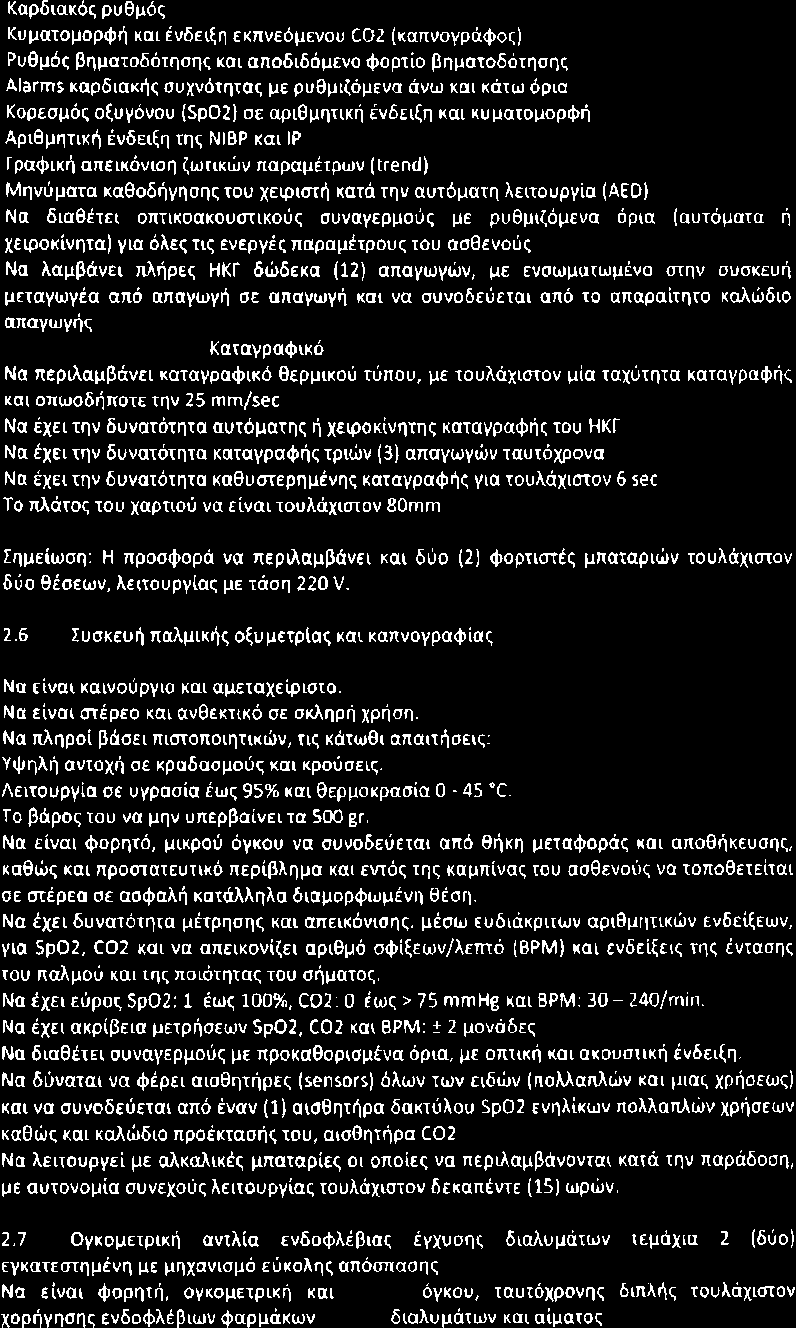 Καρδιακός ρυθμός
Κυματομορφή και ένδειξη εκπνεόμενου CO2 (καπνογράφος)
Ρυθμός βηματοδότησης και αποδιδόμενο φορτίο βηματοδότησης
Alarms καρδιακής συχνότητας με ρυθμιζόμενα άνω και κάτω όρια
Κορεσμός οξυγόνου (SpO2) σε αριθμητική ένδειξη και κυματομορφή
Αριθμητική ένδειξη της NIBP και IP
Γραφική απεικόνιση ζωτικών παραμέτρων (trend)
Μηνύματα καθοδήγησης του χειριστή κατά την αυτόματη λειτουργία (AED)
Να διαθέτει οπτικοακουστικούς συναγερμούς με ρυθμιζόμενα όρια (αυτόματα ή
χειροκίνητα) για όλες τις ενεργές παραμέτρους του ασθενούς
Να λαμβάνει πλήρες ΗΚΓ δώδεκα (12) απαγωγών, με ενσωματωμένο στην συσκευή
μεταγωγέα από απαγωγή σε απαγωγή και να συνοδεύεται από το απαραίτητο καλώδιο
απαγωγής
Καταγραφικό
Να περιλαμβάνει καταγραφικό θερμικού τύπου, με τουλάχιστον μία ταχύτητα καταγραφής
και οπωσδήποτε την 25 mm/sec
Να έχει την δυνατότητα αυτόματης ή χειροκίνητης καταγραφής του ΗΚΓ
Να έχει την δυνατότητα καταγραφής τριών (3) απαγωγών ταυτόχρονα
Να έχει την δυνατότητα καθυστερημένης καταγραφής για τουλάχιστον 6 sec
Το πλάτος του χαρτιού να είναι τουλάχιστον 80mm
Σημείωση: Η προσφορά να περιλαμβάνει και δύο (2) φορτιστές μπαταριών τουλάχιστον
δύο θέσεων, λειτουργίας με τάση 220 V.
2.6 Συσκευή παλμικής οξυμετρίας και καπνογραφίας
Να είναι καινούργιο και αμεταχείριστο.
Να είναι στέρεο και ανθεκτικό σε σκληρή χρήση.
Να πληροί βάσει πιστοποιητικών, τις κάτωθι απαιτήσεις:
Υψηλή αντοχή σε κραδασμούς και κρούσεις.
Λειτουργία σε υγρασία έως 95% και θερμοκρασία 0 - 45 °C.
Το βάρος του να μην υπερβαίνει τα 500 gr.
Να είναι φορητό, μικρού όγκου να συνοδεύεται από θήκη μεταφοράς και αποθήκευσης,
καθώς και προστατευτικό περίβλημα και εντός της καμπίνας του ασθενούς να τοποθετείται
σε στέρεα σε ασφαλή κατάλληλα διαμορφωμένη θέση.
Να έχει δυνατότητα μέτρησης και απεικόνισης, μέσω ευδιάκριτων αριθμητικών ενδείξεων,
για SpO2, CO2 και να απεικονίζει αριθμό σφίξεων/λεπτό (BPM) και ενδείξεις της έντασης
του παλμού και της ποιότητας του σήματος.
Να έχει εύρος SpO2: 1 έως 100%, CO2: 0 έως > 75 mmHg και BPM: 30 – 240/min.
Να έχει ακρίβεια μετρήσεων SpO2, CO2 και BPM: ± 2 μονάδες
Να διαθέτει συναγερμούς με προκαθορισμένα όρια, με οπτική και ακουστική ένδειξη.
Να δύναται να φέρει αισθητήρες (sensors) όλων των ειδών (πολλαπλών και μιας χρήσεως)
και να συνοδεύεται από έναν (1) αισθητήρα δακτύλου SpO2 ενηλίκων πολλαπλών χρήσεων
καθώς και καλώδιο προέκτασής του, αισθητήρα CO2
Να λειτουργεί με αλκαλικές μπαταρίες οι οποίες να περιλαμβάνονται κατά την παράδοση,
με αυτονομία συνεχούς λειτουργίας τουλάχιστον δεκαπέντε (15) ωρών.
2.7 Ογκομετρική αντλία ενδοφλέβιας έγχυσης διαλυμάτων τεμάχια 2 (δύο)
εγκατεστημένη με μηχανισμό εύκολης απόσπασης
Να είναι φορητή, ογκομετρική και όγκου, ταυτόχρονης διπλής τουλάχιστον
χορήγησης ενδοφλέβιων φαρμάκων διαλυμάτων και αίματος